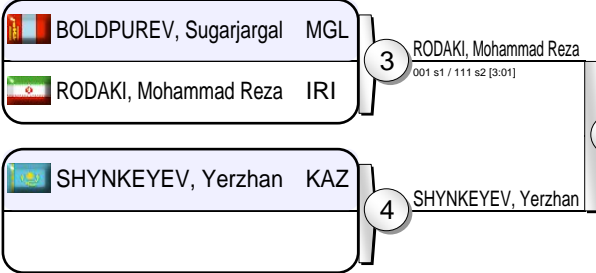 BOLDPUREV, Sugarjargal MGL
RODAKI, Mohammad Reza IRI
3
RODAKI, Mohammad Reza
001 s1 / 111 s2 [3:01]
SHYNKEYEV, Yerzhan KAZ
4
SHYNKEYEV, Yerzhan